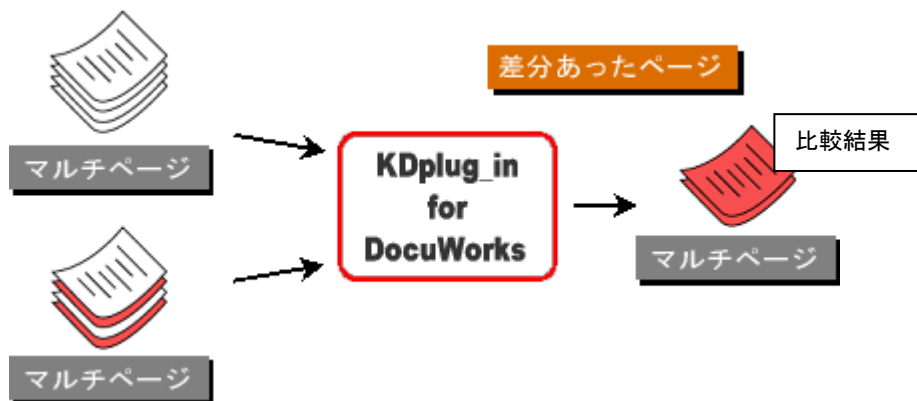 差分あったページ
マルチページ
KDplug_in
for
DocuWorks
比較結果
マルチページ
マルチページ